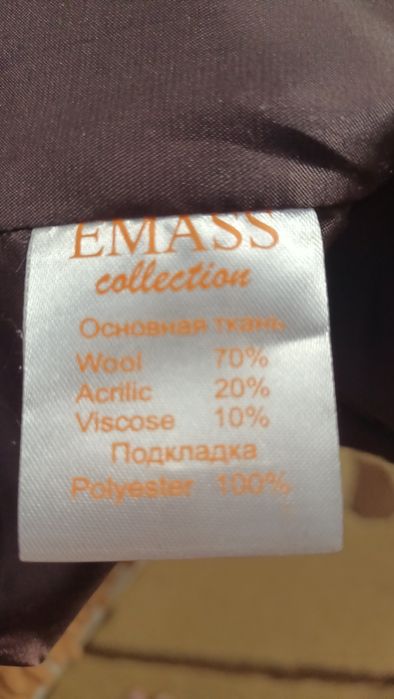 EMASS
collection
Основная ткань
Wool 70%
Acrilic 20%
Viscose 10%
Подкладка
Polyester 100%